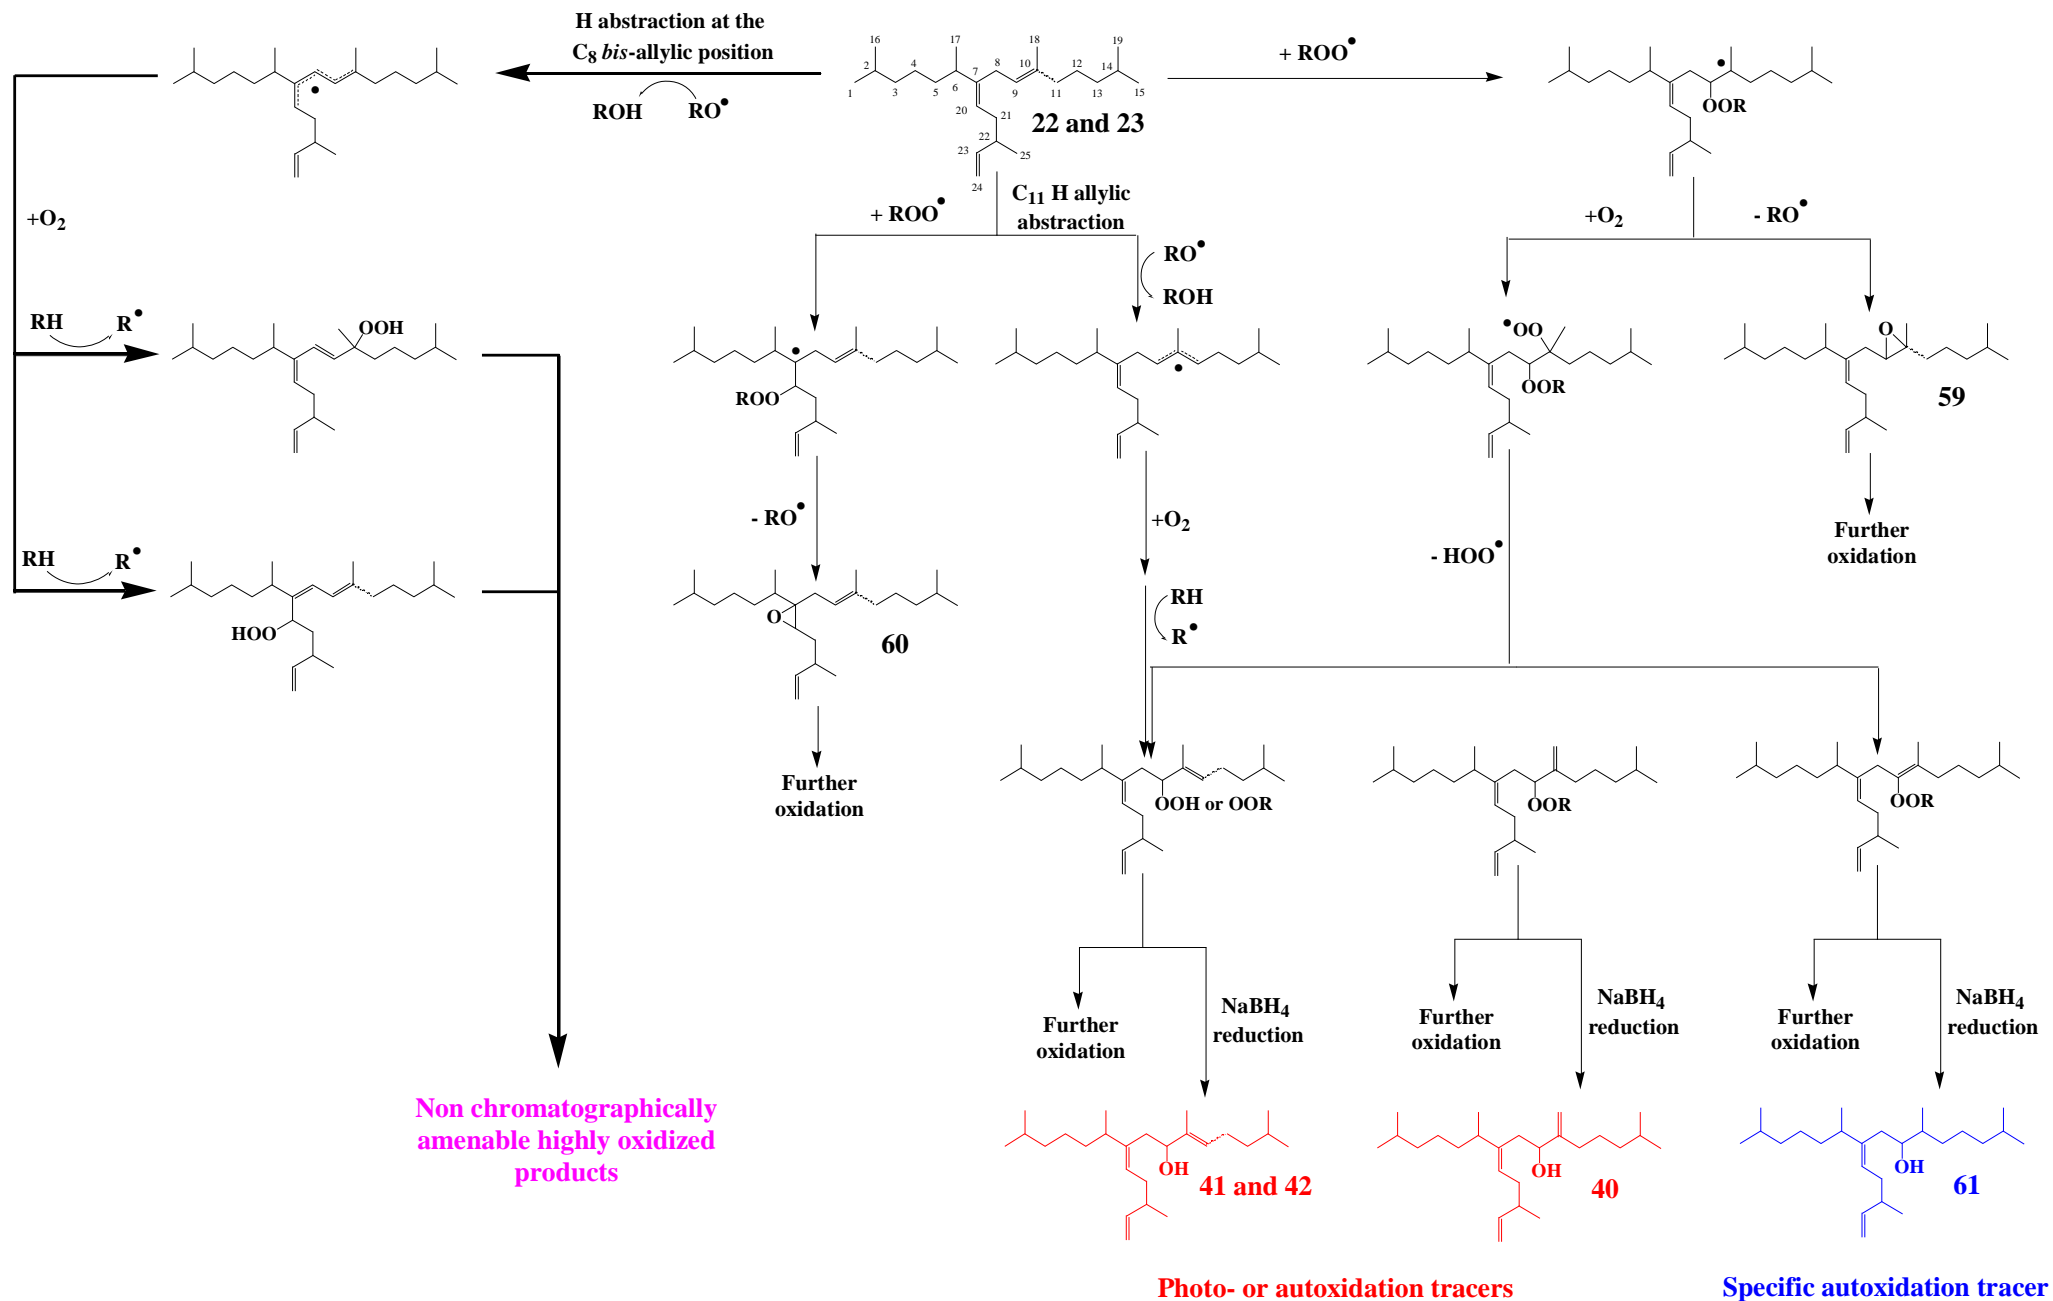 H abstraction at the
C8 bis-allylic position
ROH
RO•
16
17
18
19
2
4
7
8
10
12
14
1
3
5
6
9
11
13
15
20
21
22
23
24
25
22 and 23
+ ROO•
•
OOR
•
+O2
+ ROO•
C11 H allylic
abstraction
RO•
ROH
+O2
- RO•
RH
R•
OOH
•
ROO
•
•OO
OOR
O
59
- RO•
+O2
- HOO•
Further
oxidation
RH
R•
HOO
O
60
RH
R•
Further
oxidation
OOH or OOR
OOR
OOR
Further
oxidation
NaBH4
reduction
Further
oxidation
NaBH4
reduction
Further
oxidation
NaBH4
reduction
Non chromatographically
amenable highly oxidized
products
OH
41 and 42
OH
40
OH
61
Photo- or autoxidation tracers
Specific autoxidation tracer